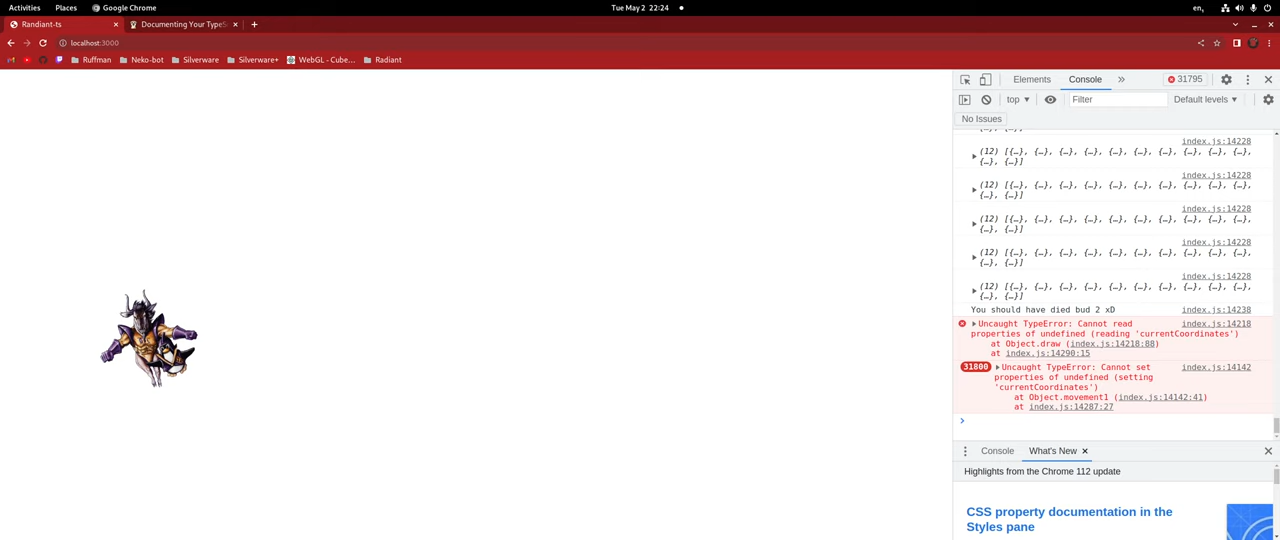 Activities Places Google Chrome Tue May 2 22:24 en,
Randiant-ts × Documenting Your TypeS × +
localhost:3000
Ruffman Neko-bot Silverware Silverware+ WebGL - Cube… Radiant
Elements Console » 31795
top ▼ Filter Default levels ▼
No Issues
index.js:14228
(12) [{…}, {…}, {…}, {…}, {…}, {…}, {…}, {…}, {…}, {…},
{…}, {…}]
index.js:14228
(12) [{…}, {…}, {…}, {…}, {…}, {…}, {…}, {…}, {…}, {…},
{…}, {…}]
index.js:14228
(12) [{…}, {…}, {…}, {…}, {…}, {…}, {…}, {…}, {…}, {…},
{…}, {…}]
index.js:14228
(12) [{…}, {…}, {…}, {…}, {…}, {…}, {…}, {…}, {…}, {…},
{…}, {…}]
index.js:14228
(12) [{…}, {…}, {…}, {…}, {…}, {…}, {…}, {…}, {…}, {…},
{…}, {…}]
You should have died bud 2 xD index.js:14238
Uncaught TypeError: Cannot read index.js:14218
properties of undefined (reading 'currentCoordinates')
at Object.draw (index.js:14218:88)
at index.js:14290:15
31800 Uncaught TypeError: Cannot set index.js:14142
properties of undefined (setting
'currentCoordinates')
at Object.movement1 (index.js:14142:41)
at index.js:14287:27
Console What's New ×
Highlights from the Chrome 112 update
CSS property documentation in the
Styles pane